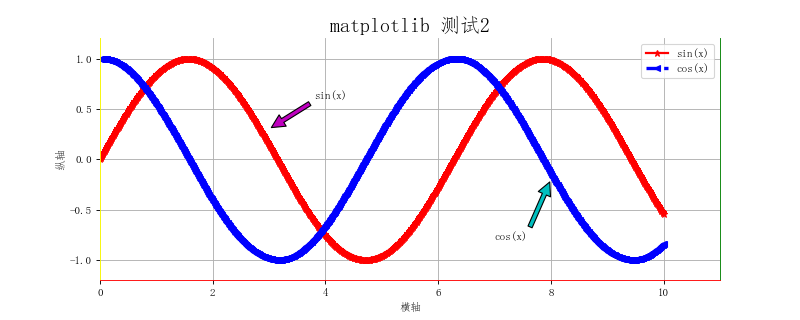 matplotlib 测试2
sin(x)
cos(x)
1.0
0.5
0.0
−0.5
−1.0
纵轴
sin(x)
cos(x)
0 2 4 6 8 10
横轴